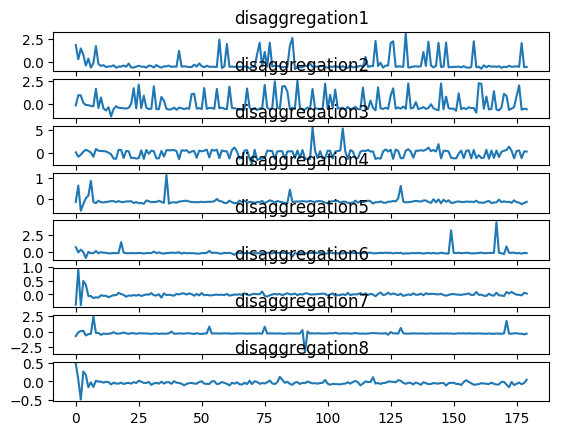 disaggregation1
2.5
0.0
disaggregation2
2.5
0.0
disaggregation3
5
0
disaggregation4
1
0
disaggregation5
2.5
0.0
disaggregation6
1.0
0.5
0.0
disaggregation7
2.5
0.0
−2.5
disaggregation8
0.5
0.0
−0.5
0 25 50 75 100 125 150 175